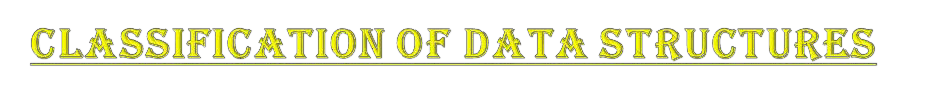 CLASSIFICATION OF DATA STRUCTURES